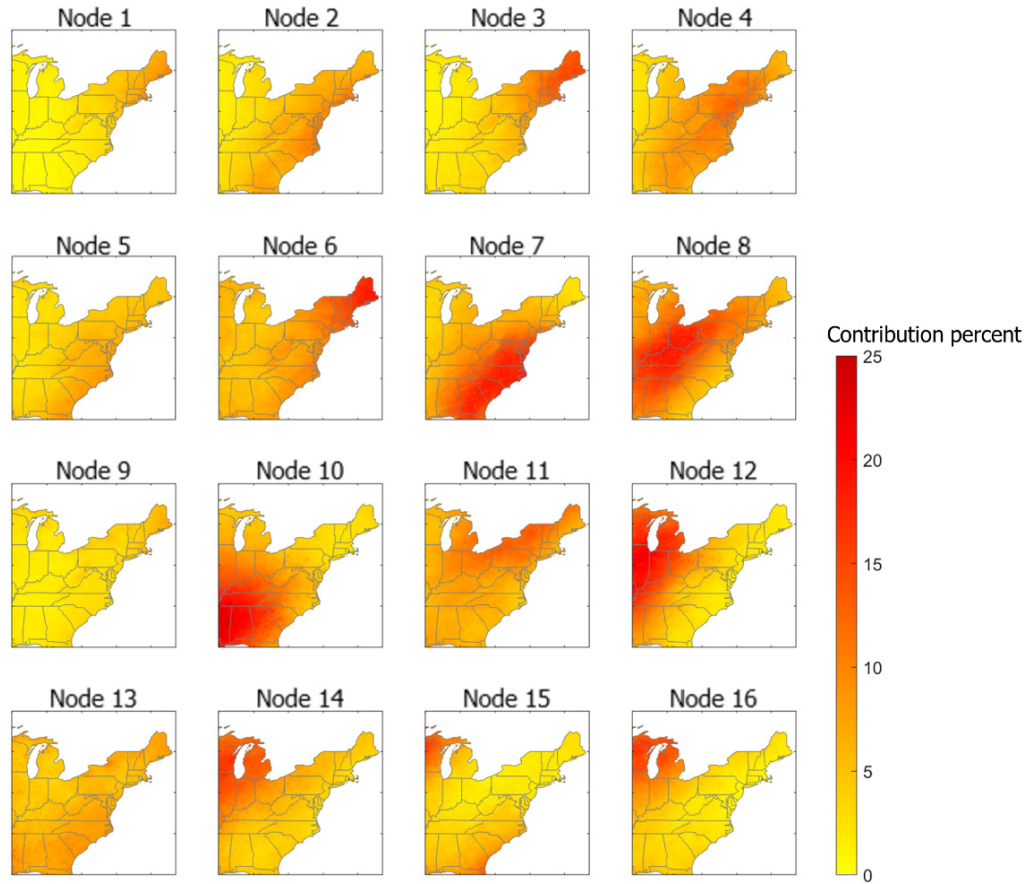 Node 1 Node 2 Node 3 Node 4
Node 5 Node 6 Node 7 Node 8
Contribution percent
25
Node 9 Node 10 Node 11 Node 12
20
15
10
Node 13 Node 14 Node 15 Node 16
5
0